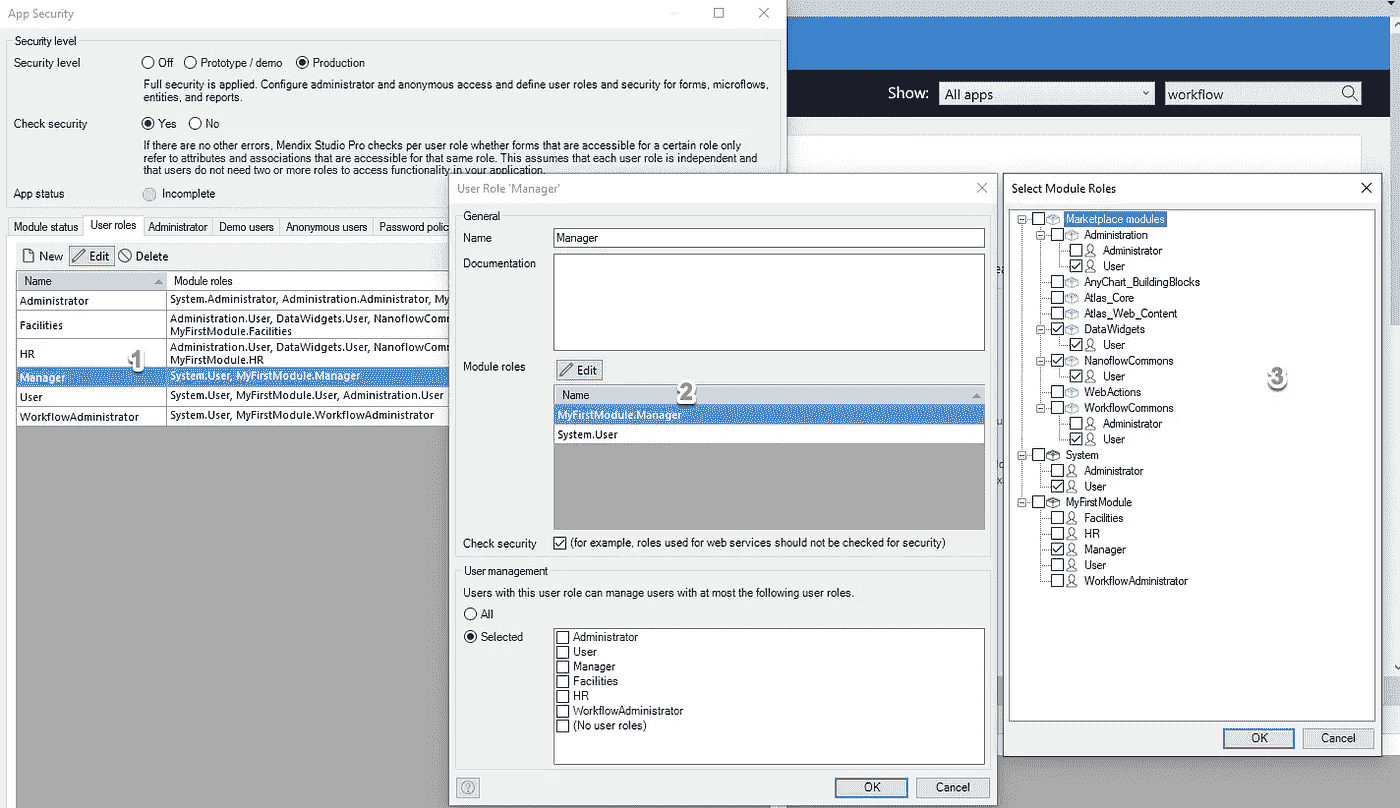 App Security
Security level
Security level
Off
Prototype / demo
Production
Full security is applied. Configure administrator and anonymous access and define user roles and security for forms, microflows,
entities, and reports.
Check security
Yes
No
If there are no other errors, Mendix Studio Pro checks per user role whether forms that are accessible for a certain role only
refer to attributes and associations that are accessible for that same role. This assumes that each user role is independent and
that users do not need two or more roles to access functionality in your application.
App status
Incomplete
Module status
User roles
Administrator
Demo users
Anonymous users
Password polic
New
Edit
Delete
Name
Module roles
Administrator
System.Administrator, Administration.Administrator, My
Facilities
Administration.User, DataWidgets.User, NanoflowComm
MyFirstModule.Facilities
HR
Administration.User, DataWidgets.User, NanoflowComm
MyFirstModule.HR
1
Manager
System.User, MyFirstModule.Manager
User
System.User, MyFirstModule.User, Administration.User
WorkflowAdministrator
System.User, MyFirstModule.WorkflowAdministrator
Show:
All apps
workflow
User Role 'Manager'
General
Name
Manager
Documentation
Module roles
Edit
Name
2
MyFirstModule.Manager
System.User
Check security
(for example, roles used for web services should not be checked for security)
User management
Users with this user role can manage users with at most the following user roles.
All
Selected
Administrator
User
Manager
Facilities
HR
WorkflowAdministrator
(No user roles)
OK
Cancel
Select Module Roles
Marketplace modules
Administration
Administrator
User
AnyChart_BuildingBlocks
Atlas_Core
Atlas_Web_Content
DataWidgets
User
NanoflowCommons
User
3
WebActions
WorkflowCommons
Administrator
User
System
Administrator
User
MyFirstModule
Facilities
HR
Manager
User
WorkflowAdministrator
OK
Cancel